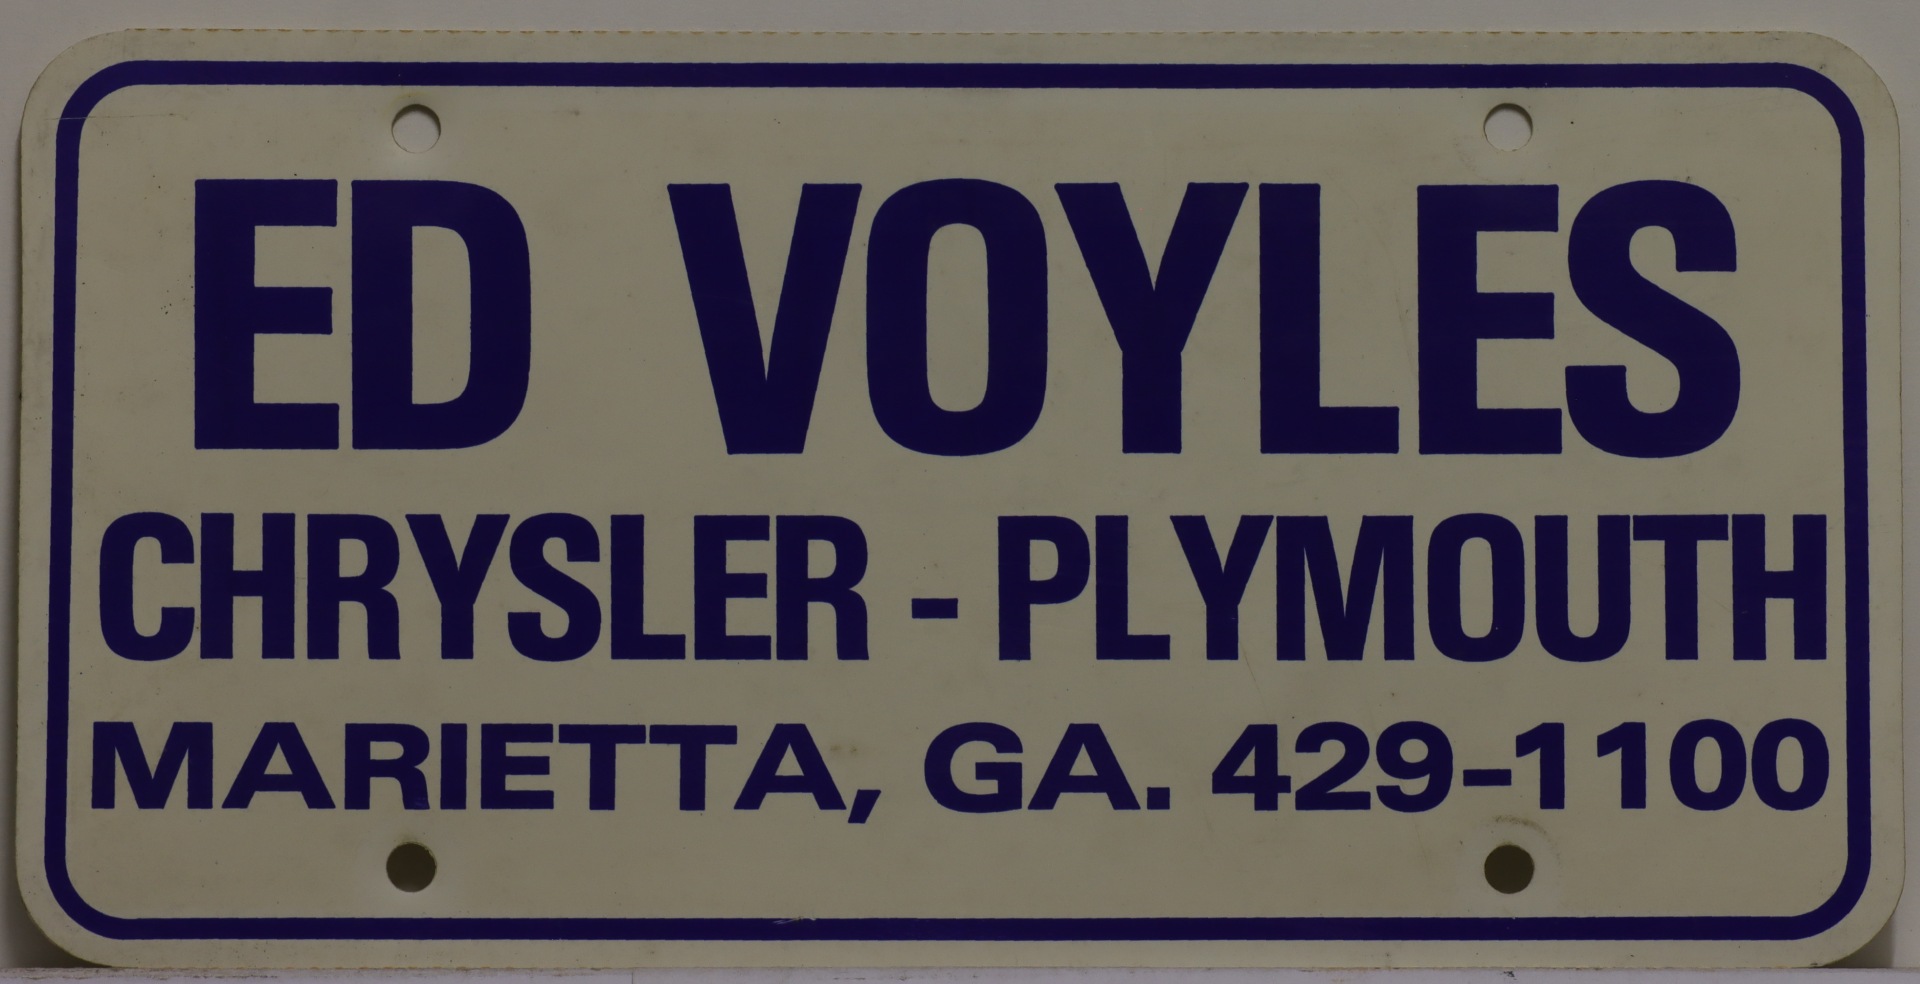 ED VOYLES
CHRYSLER - PLYMOUTH
MARIETTA, GA. 429-1100